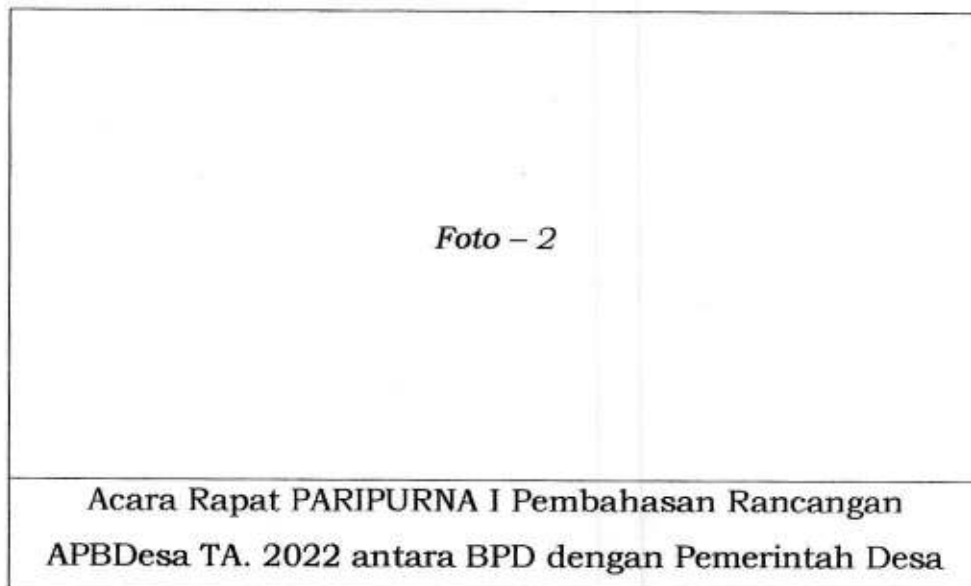 Foto – 2
Acara Rapat PARIPURNA I Pembahasan Rancangan
APBDesa TA. 2022 antara BPD dengan Pemerintah Desa